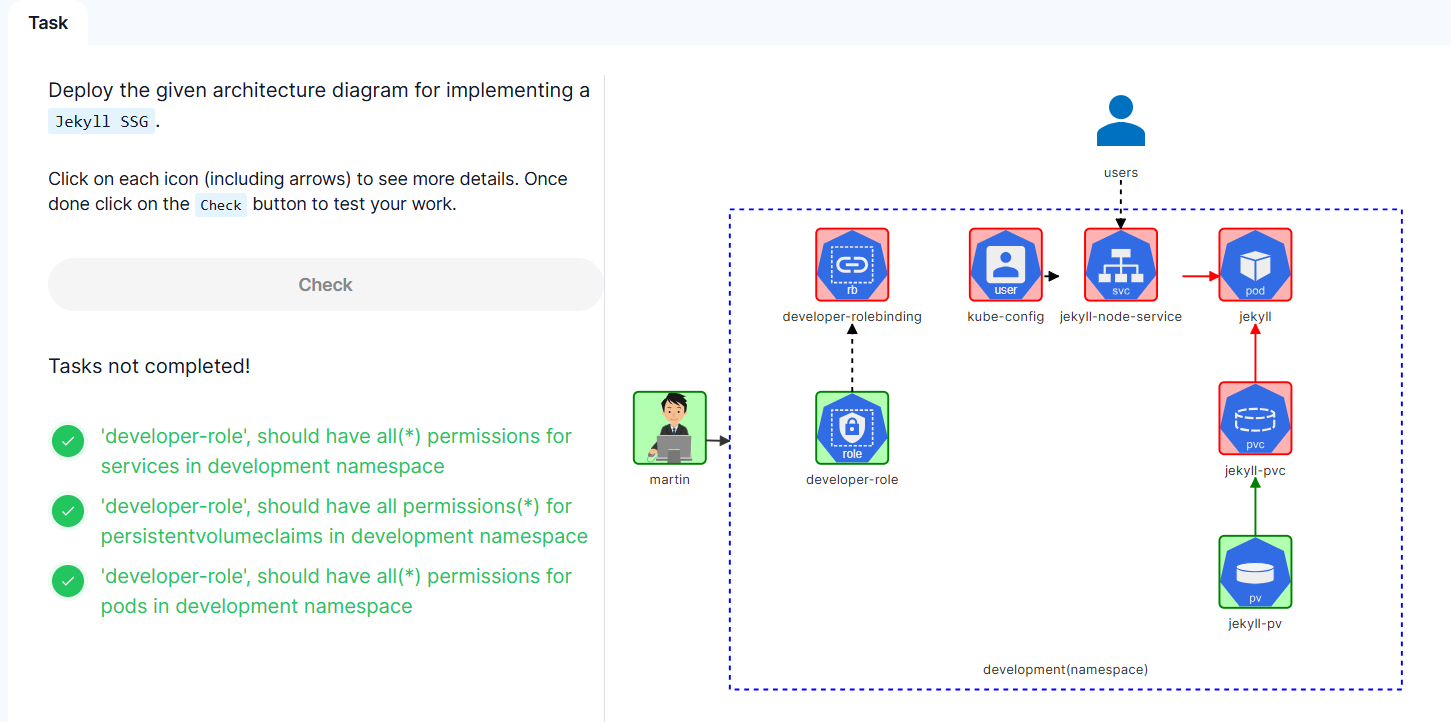 Task
Deploy the given architecture diagram for implementing a
Jekyll SSG.
Click on each icon (including arrows) to see more details. Once
done click on the Check button to test your work.
Check
Tasks not completed!
'developer-role', should have all(*) permissions for
services in development namespace
'developer-role', should have all permissions(*) for
persistentvolumeclaims in development namespace
'developer-role', should have all(*) permissions for
pods in development namespace
users
rb
user
svc
pod
developer-rolebinding
kube-config
jekyll-node-service
jekyll
role
pvc
jekyll-pvc
martin
developer-role
pv
jekyll-pv
development(namespace)